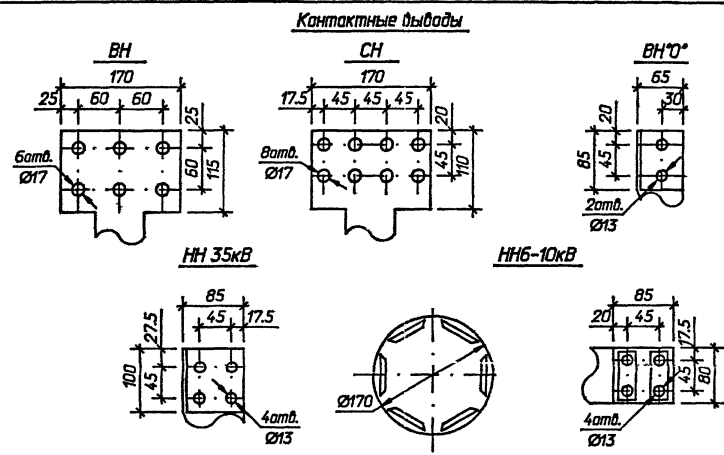 Контактные выводы
ВН
170
25
60
60
25
60
115
6отв.
Ø17
СН
170
17.5
45
45
45
20
45
110
8отв.
Ø17
ВН"0"
65
30
20
45
85
2отв.
Ø13
НН 35кВ
85
45
17.5
27.5
45
100
4отв.
Ø13
Ø170
НН6-10кВ
85
20
45
17.5
45
80
4отв.
Ø13